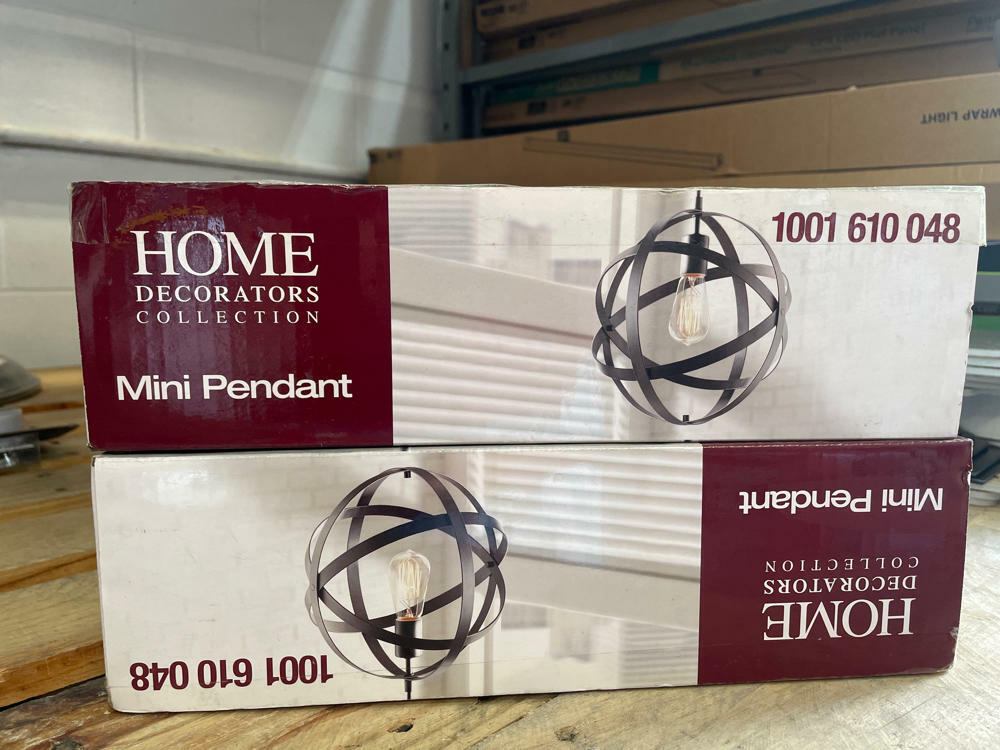 WRAP LIGHT
HOME
DECORATORS
COLLECTION
Mini Pendant
1001 610 048
Mini Pendant
COLLECTION
DECORATORS
HOME
1001 610 048